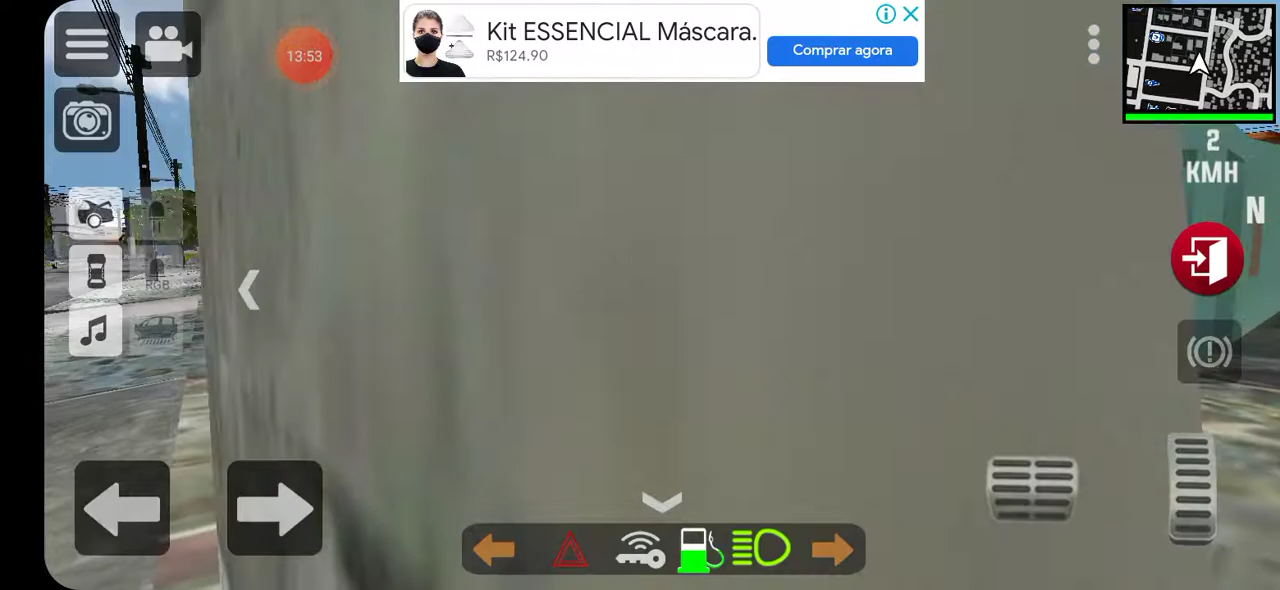 13:53
Kit ESSENCIAL Máscara.
R$124.90
Comprar agora
2
KMH
N
RGB